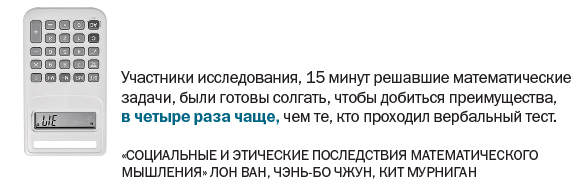 Участники исследования, 15 минут решавшие математические
задачи, были готовы солгать, чтобы добиться преимущества,
в четыре раза чаще, чем те, кто проходил вербальный тест.
«СОЦИАЛЬНЫЕ И ЭТИЧЕСКИЕ ПОСЛЕДСТВИЯ МАТЕМАТИЧЕСКОГО
МЫШЛЕНИЯ» ЛОН ВАН, ЧЭНЬ-БО ЧЖУН, КИТ МУРНИГАН